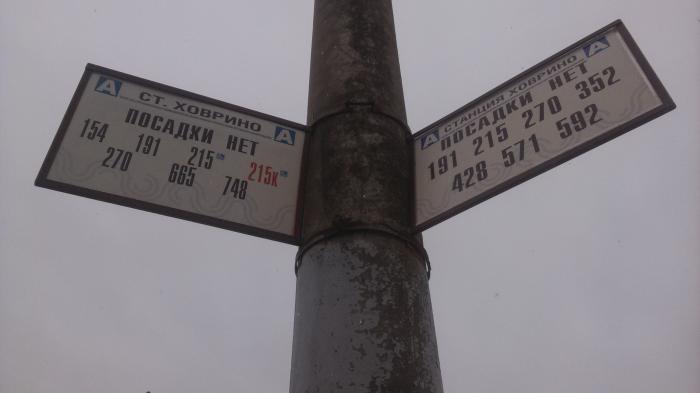 А СТ. ХОВРИНО А
ПОСАДКИ НЕТ
154 191 215 215к
270 665 748
А СТАНЦИЯ ХОВРИНО А
ПОСАДКИ НЕТ
191 215 270 352
428 571 592